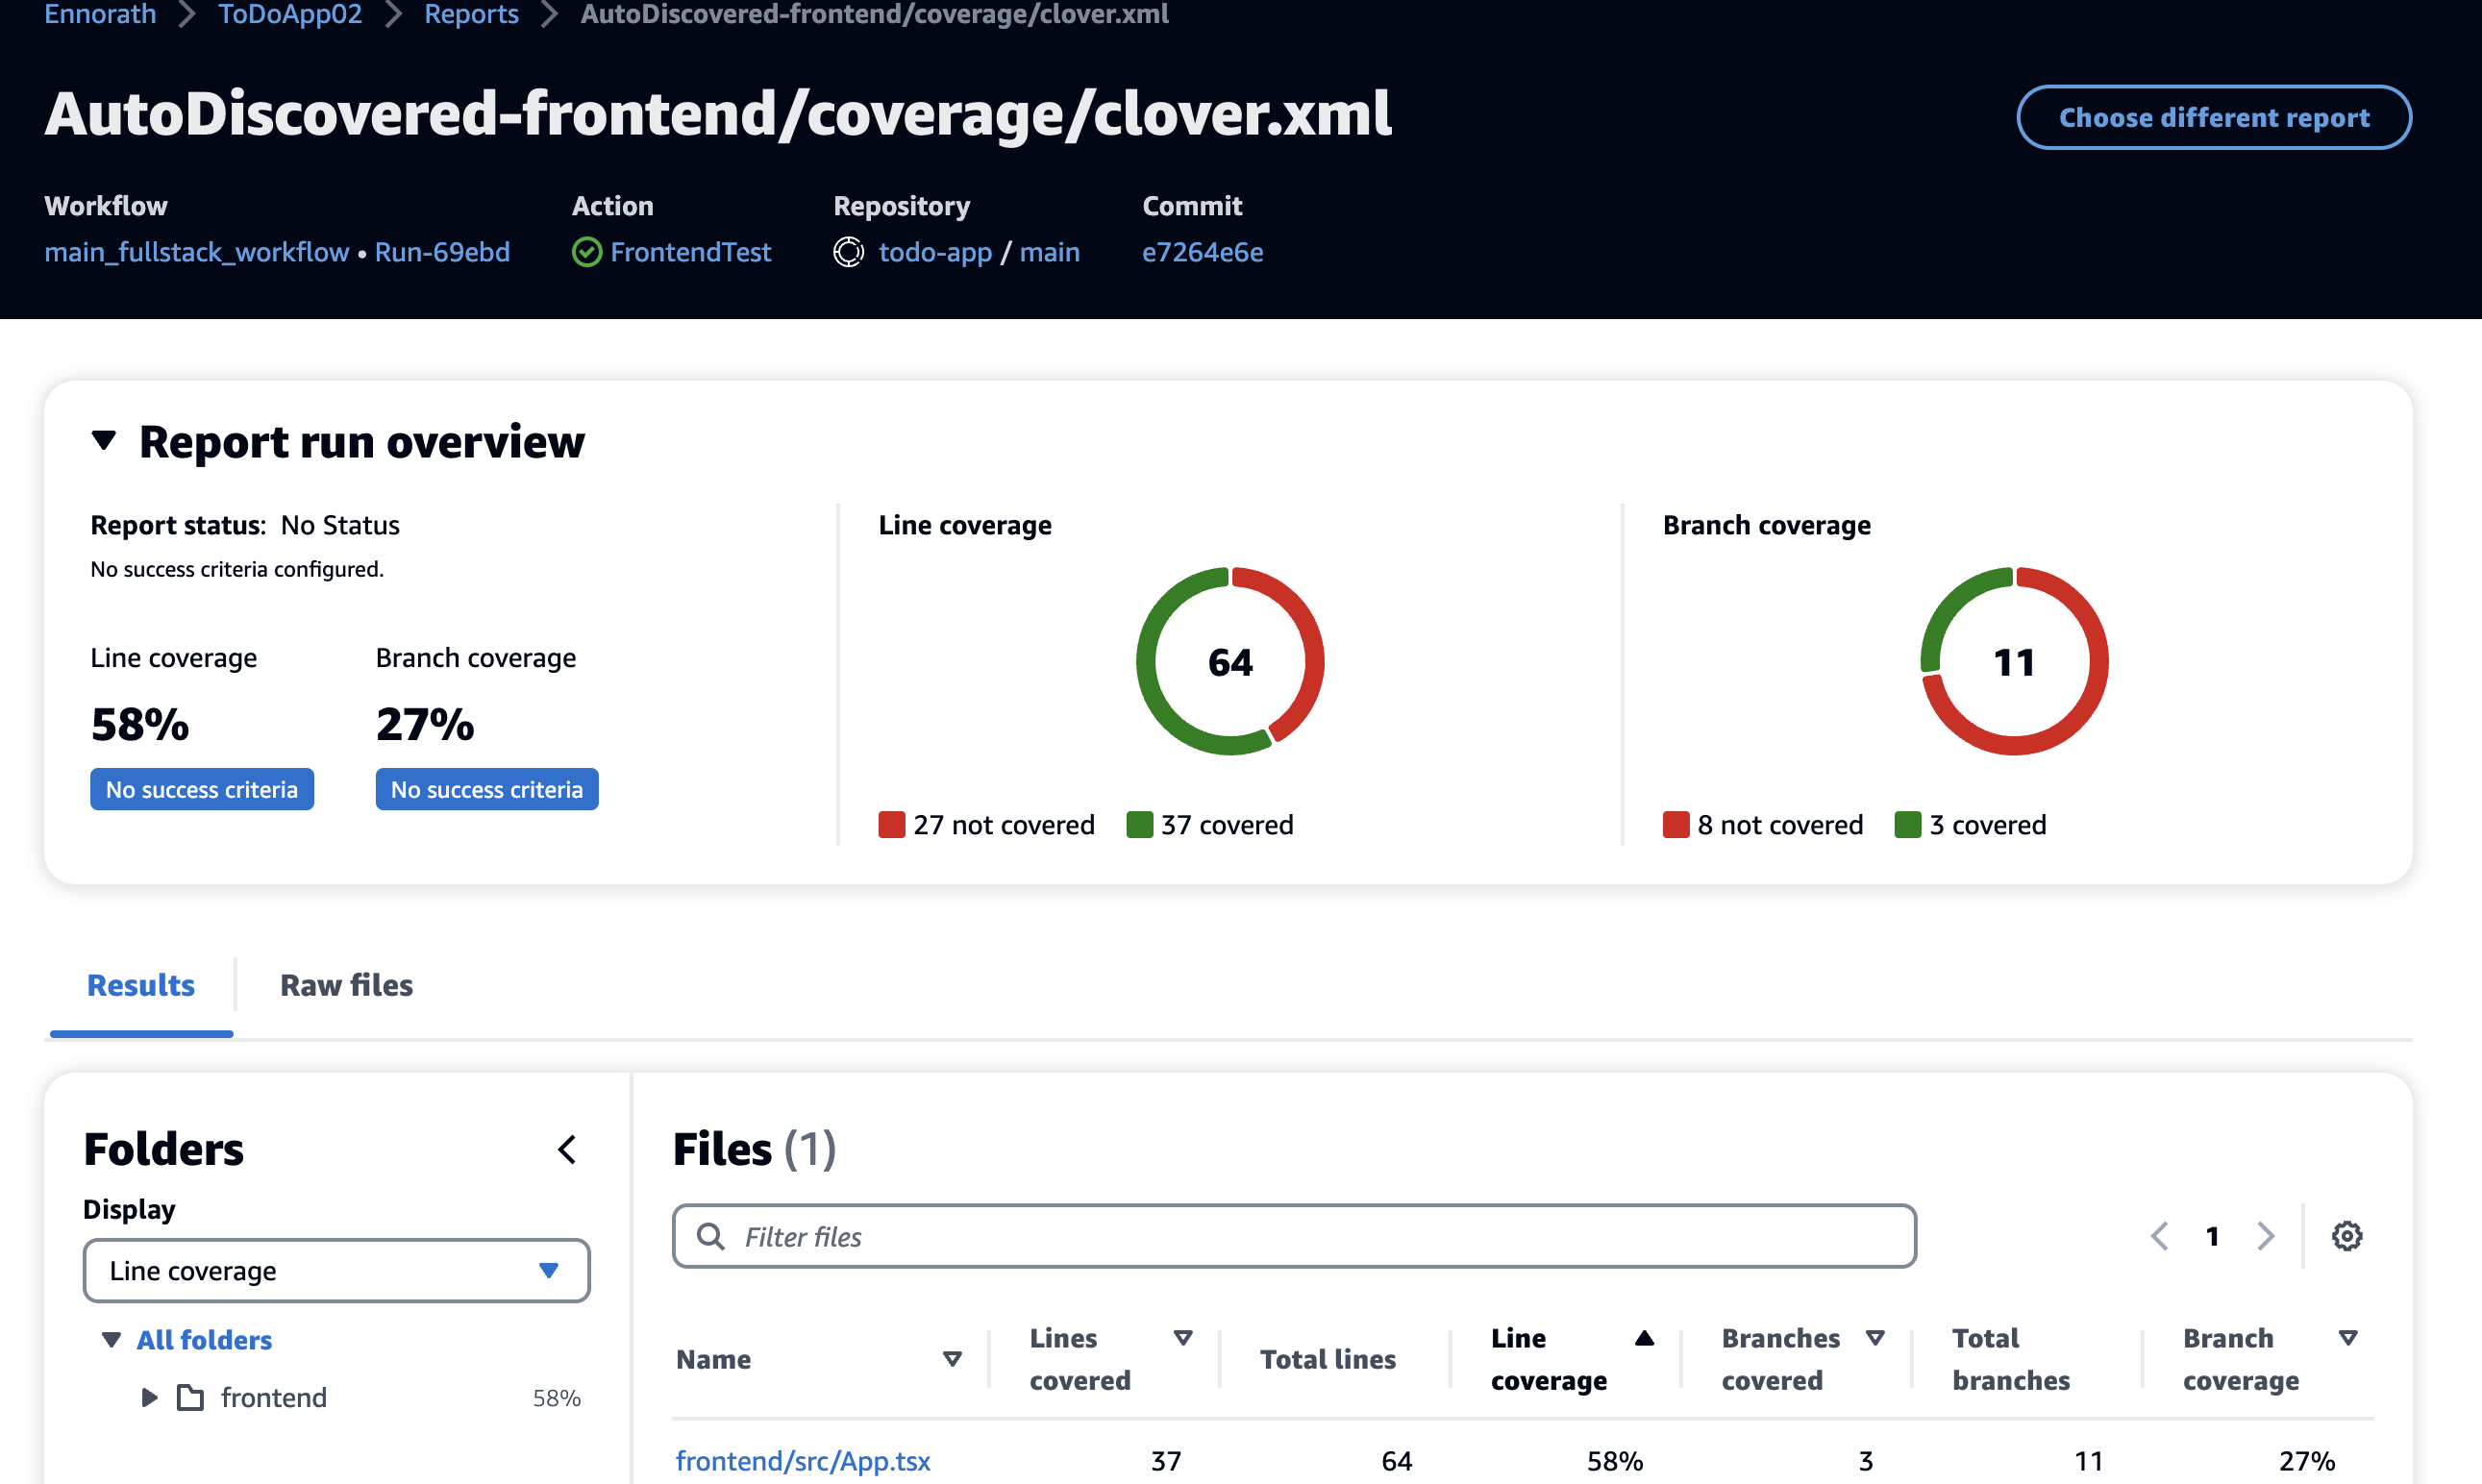 Ennorath > ToDoApp02 > Reports > AutoDiscovered-frontend/coverage/clover.xml
AutoDiscovered-frontend/coverage/clover.xml
Choose different report
Workflow Action Repository Commit
main_fullstack_workflow • Run-69ebd FrontendTest todo-app / main e7264e6e
Report run overview
Report status: No Status
No success criteria configured.
Line coverage Branch coverage
58% 27%
No success criteria No success criteria
Line coverage
64
27 not covered 37 covered
Branch coverage
11
8 not covered 3 covered
Results Raw files
Folders
Display
Line coverage
All folders
frontend 58%
Files (1)
Filter files
1
Name Lines covered Total lines Line coverage Branches covered Total branches Branch coverage
frontend/src/App.tsx 37 64 58% 3 11 27%